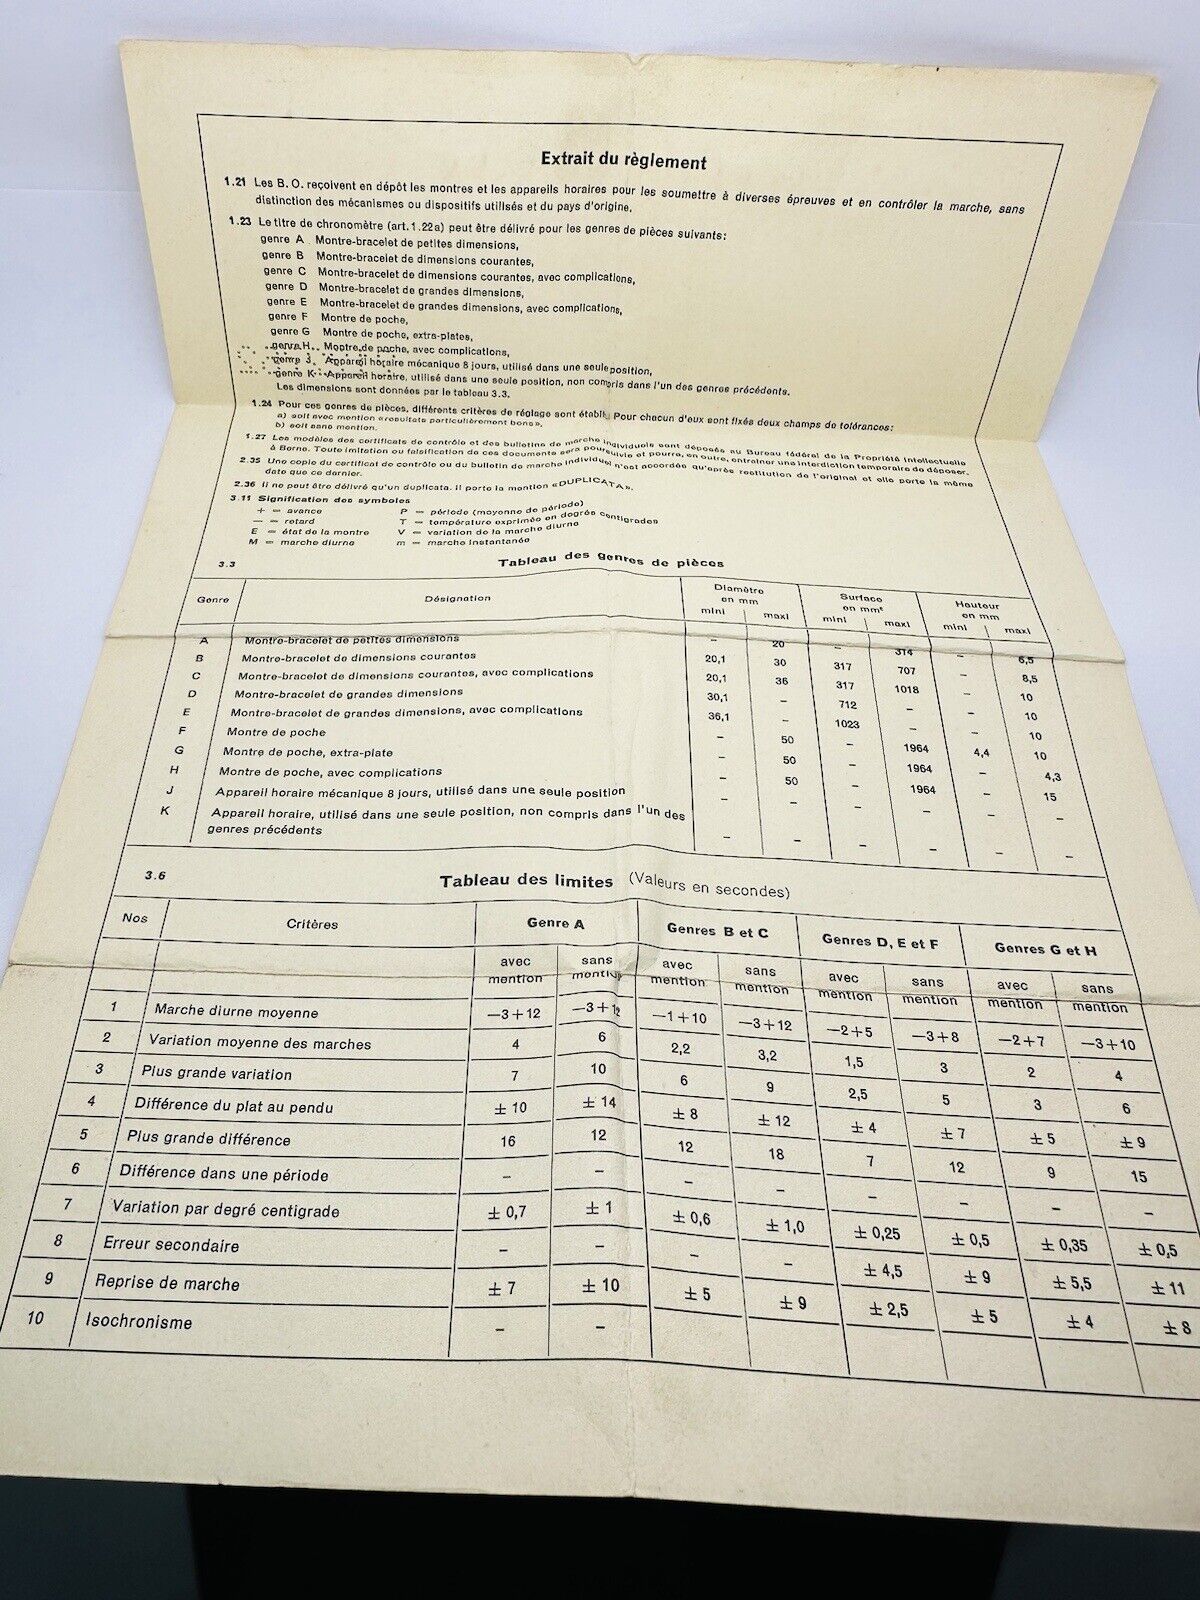 Extrait du règlement
1.21 Les B. O. reçoivent en dépôt les montres et les appareils horaires pour les soumettre à diverses épreuves et en contrôler la marche, sans
distinction des mécanismes ou dispositifs utilisés et du pays d'origine.
1.23 Le titre de chronomètre (art. 1.22a) peut être délivré pour les genres de pièces suivants:
genre A Montre-bracelet de petites dimensions,
genre B Montre-bracelet de dimensions courantes,
genre C Montre-bracelet de dimensions courantes, avec complications,
genre D Montre-bracelet de grandes dimensions,
genre E Montre-bracelet de grandes dimensions, avec complications,
genre F Montre de poche,
genre G Montre de poche, extra-plates,
genre H Montre de poche, avec complications,
genre J Appareil horaire mécanique 8 jours, utilisé dans une seule position,
genre K Appareil horaire, utilisé dans une seule position, non compris dans l'un des genres précédents.
Les dimensions sont données par le tableau 3.3.
1.24 Pour ces genres de pièces, différents critères de réglage sont établis. Pour chacun d'eux sont fixés deux champs de tolérances:
a) soit avec mention «résultats particulièrement bons»,
b) soit sans mention.
1.27 Les modèles des certificats de contrôle et des bulletins de marche individuels sont déposés au Bureau fédéral de la Propriété Intellectuelle
à Berne. Toute imitation ou falsification de ces documents sera poursuivie et pourra, en outre, entraîner une interdiction temporaire de déposer.
2.35 Une copie du certificat de contrôle ou du bulletin de marche individuel n'est accordée qu'après restitution de l'original et elle porte la même
date que ce dernier.
2.36 Il ne peut être délivré qu'un duplicata. Il porte la mention «DUPLICATA».
3.11 Signification des symboles
+ = avance P = période (moyenne de période)
— = retard T = température exprimée en degrés centigrades
E = état de la montre V = variation de la marche diurne
M = marche diurne m = marche instantanée
3.3 Tableau des genres de pièces
Genre Désignation Diamètre en mm Surface en mm² Hauteur en mm
mini maxi mini maxi mini maxi
A Montre-bracelet de petites dimensions – 20 – 314 – 6,5
B Montre-bracelet de dimensions courantes 20,1 30 317 707 – 8,5
C Montre-bracelet de dimensions courantes, avec complications 20,1 36 317 1018 – 10
D Montre-bracelet de grandes dimensions 30,1 – 712 – – 10
E Montre-bracelet de grandes dimensions, avec complications 36,1 – 1023 – – 10
F Montre de poche – 50 – 1964 4,4 10
G Montre de poche, extra-plate – 50 – 1964 – 4,3
H Montre de poche, avec complications – 50 – 1964 – 15
J Appareil horaire mécanique 8 jours, utilisé dans une seule position – – – – – –
K Appareil horaire, utilisé dans une seule position, non compris dans l'un des
genres précédents – – – – – –
3.6 Tableau des limites (Valeurs en secondes)
Nos Critères Genre A Genres B et C Genres D, E et F Genres G et H
avec mention sans mention avec mention sans mention avec mention sans mention avec mention sans mention
1 Marche diurne moyenne —3+12 —3+12 —1+10 —3+12 —2+5 —3+8 —2+7 —3+10
2 Variation moyenne des marches 4 6 2,2 3,2 1,5 3 2 4
3 Plus grande variation 7 10 6 9 2,5 5 3 6
4 Différence du plat au pendu ± 10 ± 14 ± 8 ± 12 ± 4 ± 7 ± 5 ± 9
5 Plus grande différence 16 12 12 18 7 12 9 15
6 Différence dans une période – – – – – – – –
7 Variation par degré centigrade ± 0,7 ± 1 ± 0,6 ± 1,0 ± 0,25 ± 0,5 ± 0,35 ± 0,5
8 Erreur secondaire – – – – ± 4,5 ± 9 ± 5,5 ± 11
9 Reprise de marche ± 7 ± 10 ± 5 ± 9 ± 2,5 ± 5 ± 4 ± 8
10 Isochronisme – –